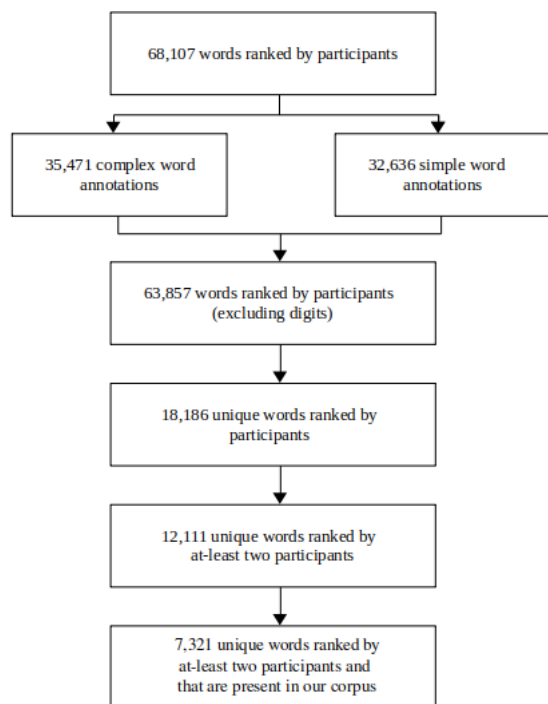 68,107 words ranked by participants
35,471 complex word
annotations
32,636 simple word
annotations
63,857 words ranked by participants
(excluding digits)
18,186 unique words ranked by
participants
12,111 unique words ranked by
at-least two participants
7,321 unique words ranked by
at-least two participants and
that are present in our corpus